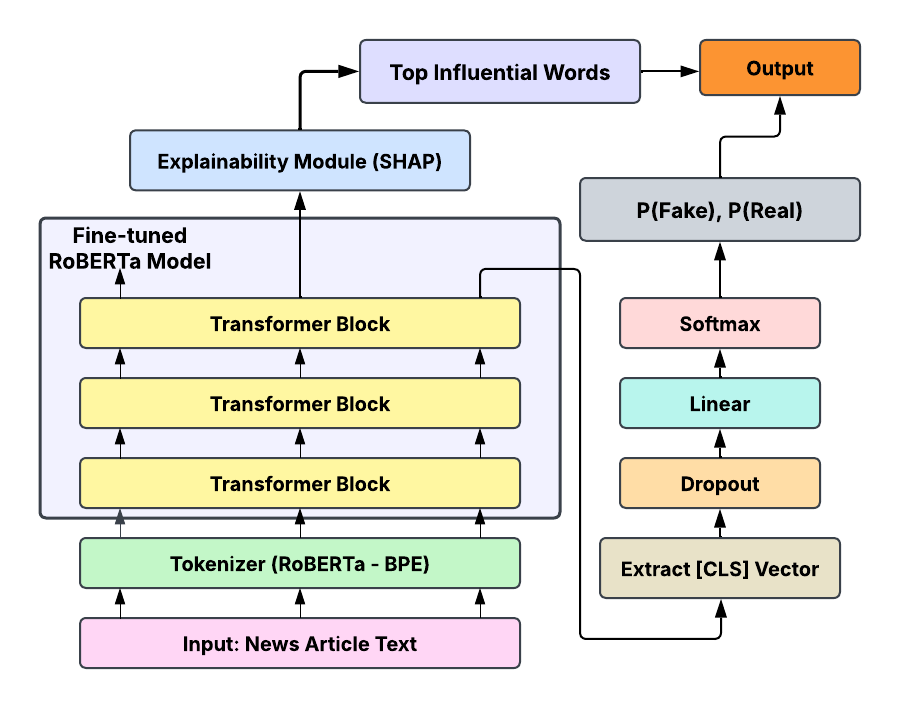 Top Influential Words
Output
Explainability Module (SHAP)
P(Fake), P(Real)
Fine-tuned
RoBERTa Model
Transformer Block
Softmax
Transformer Block
Linear
Transformer Block
Dropout
Tokenizer (RoBERTa - BPE)
Extract [CLS] Vector
Input: News Article Text